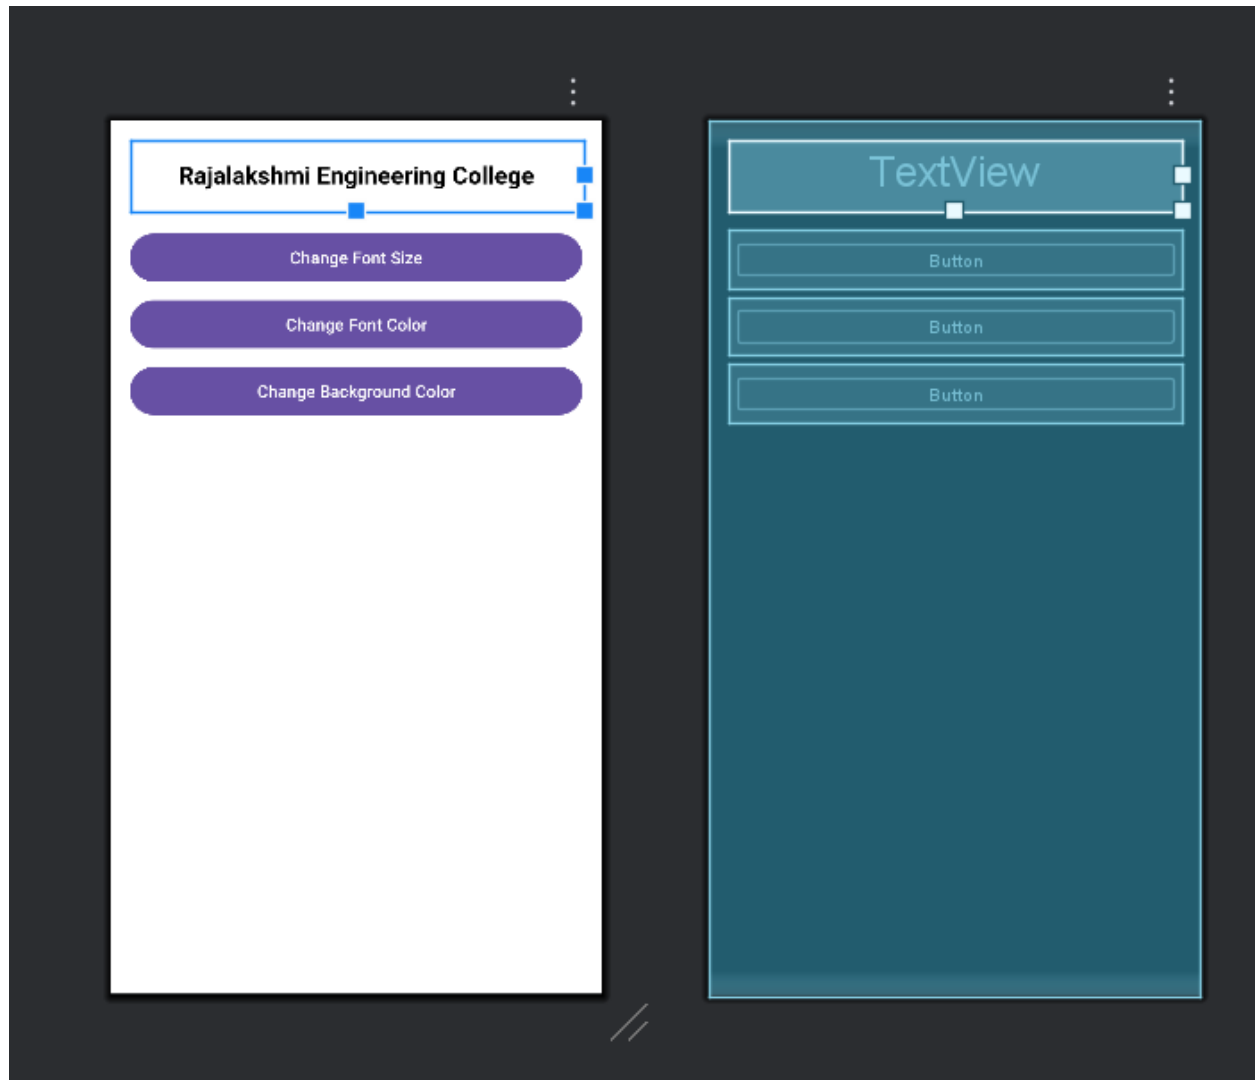 Rajalakshmi Engineering College
Change Font Size
Change Font Color
Change Background Color
TextView
Button
Button
Button